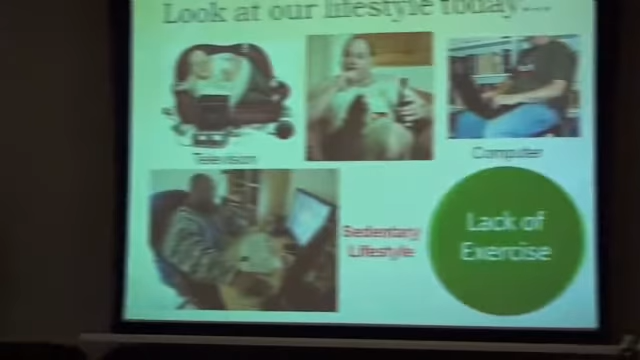 Look at our lifestyle today....
Television
Computer
Sedentary
Lifestyle
Lack of
Exercise